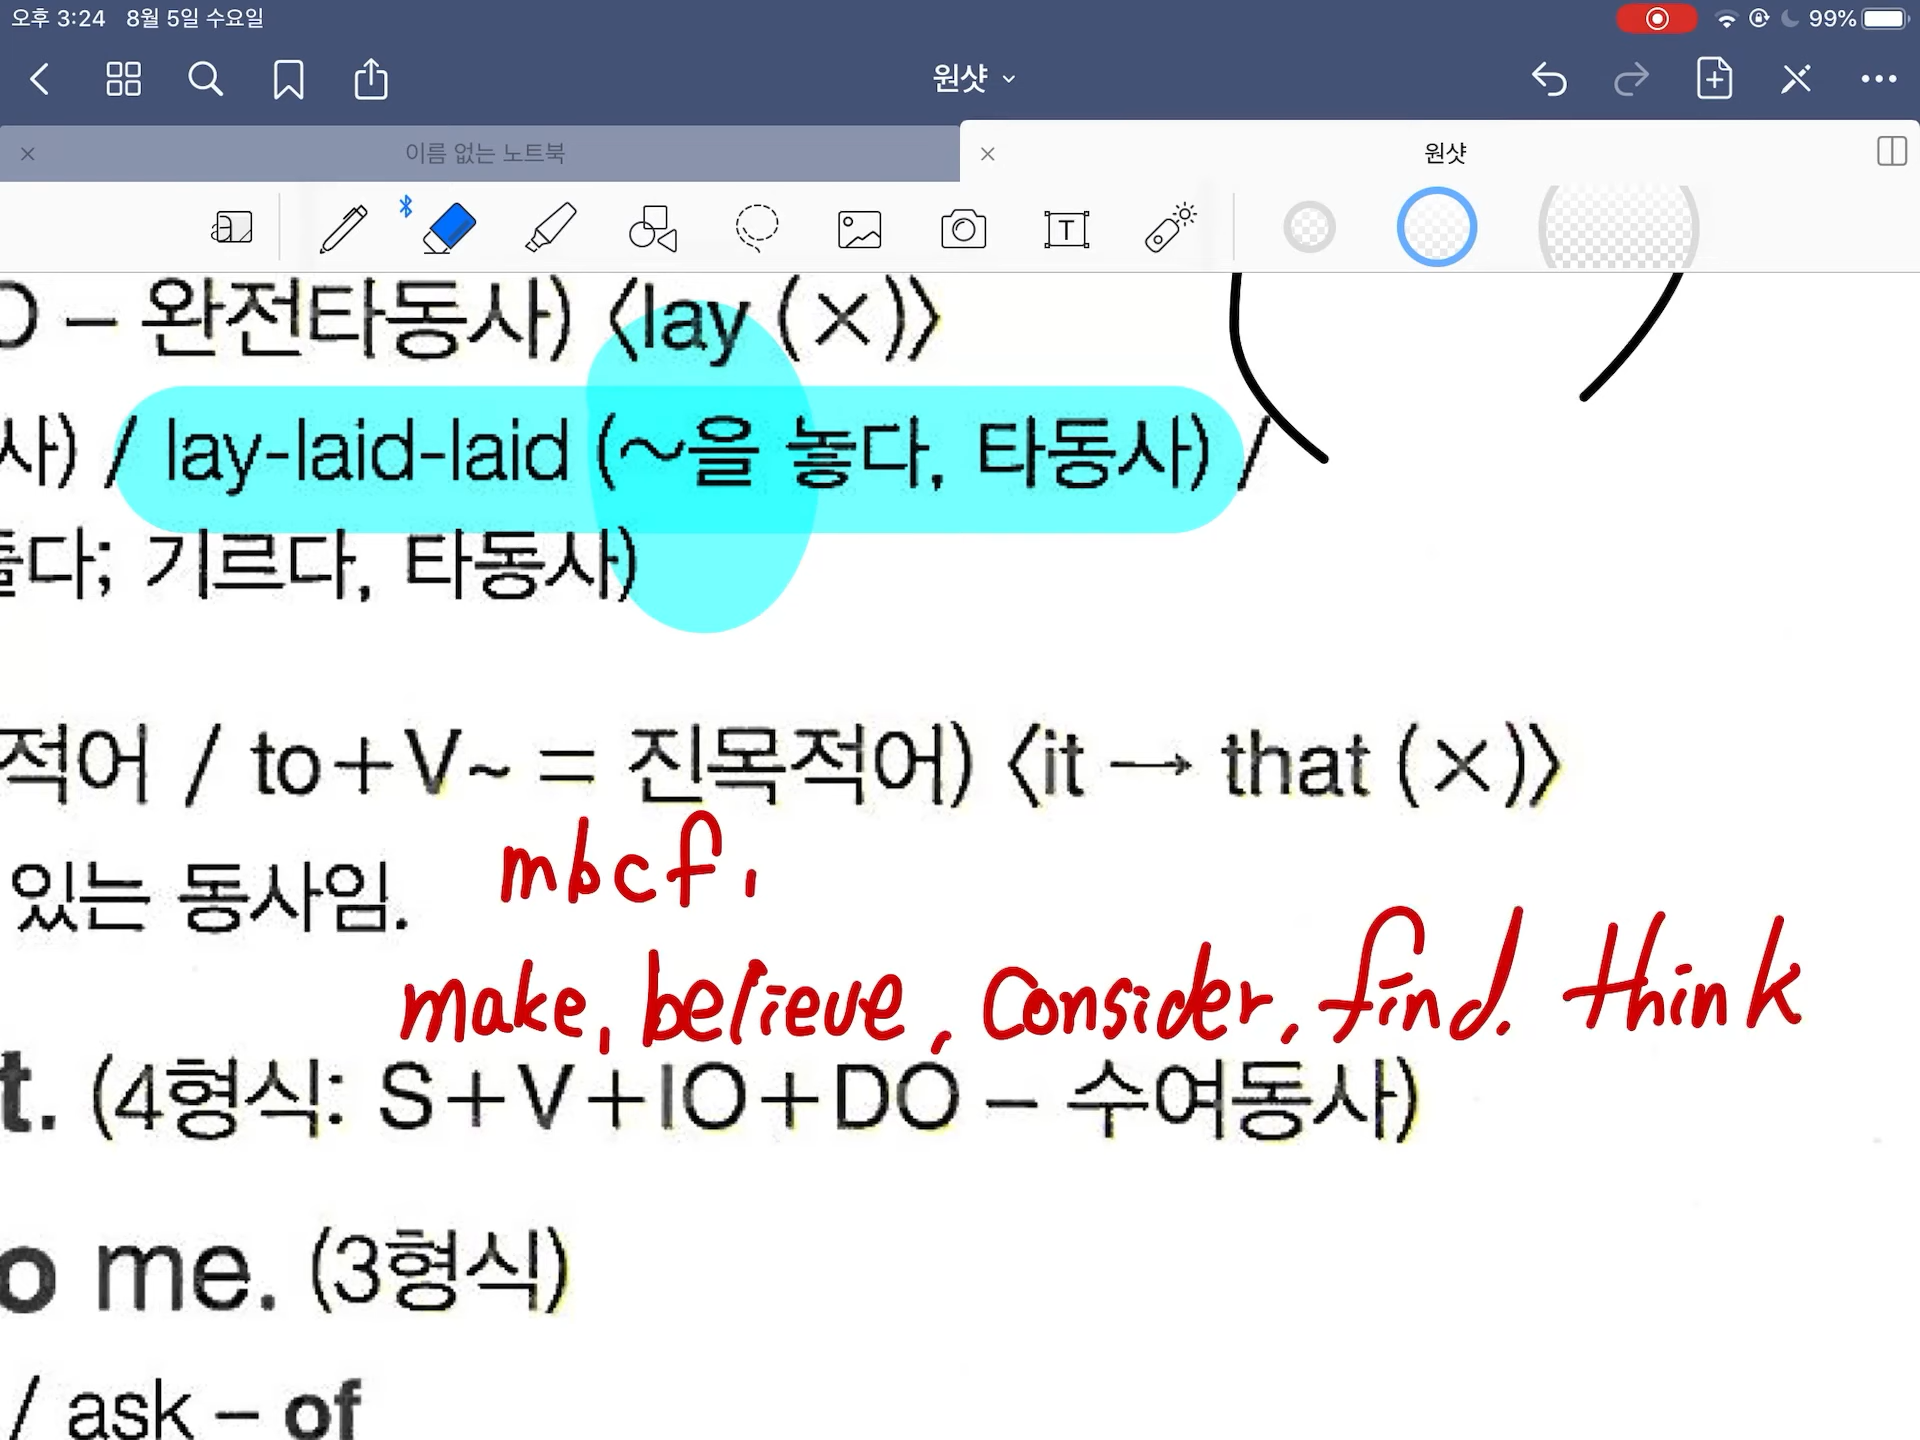 오후 3:24 8월 5일 수요일 99%
원샷
이름 없는 노트북 원샷
– 완전타동사) 〈lay (×)〉
사) / lay-laid-laid (~을 놓다, 타동사) /
다; 기르다, 타동사)
적어 / to+V~ = 진목적어) 〈it → that (×)〉
있는 동사임. mbcf.
make, believe, Consider, find. think
t. (4형식: S+V+IO+DO – 수여동사)
o me. (3형식)
/ ask – of